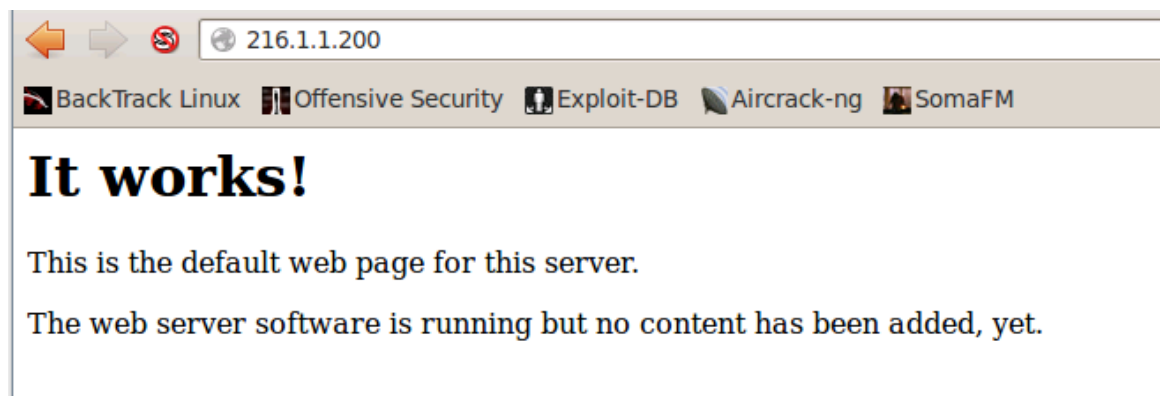 216.1.1.200
BackTrack Linux Offensive Security Exploit-DB Aircrack-ng SomaFM
It works!
This is the default web page for this server.
The web server software is running but no content has been added, yet.